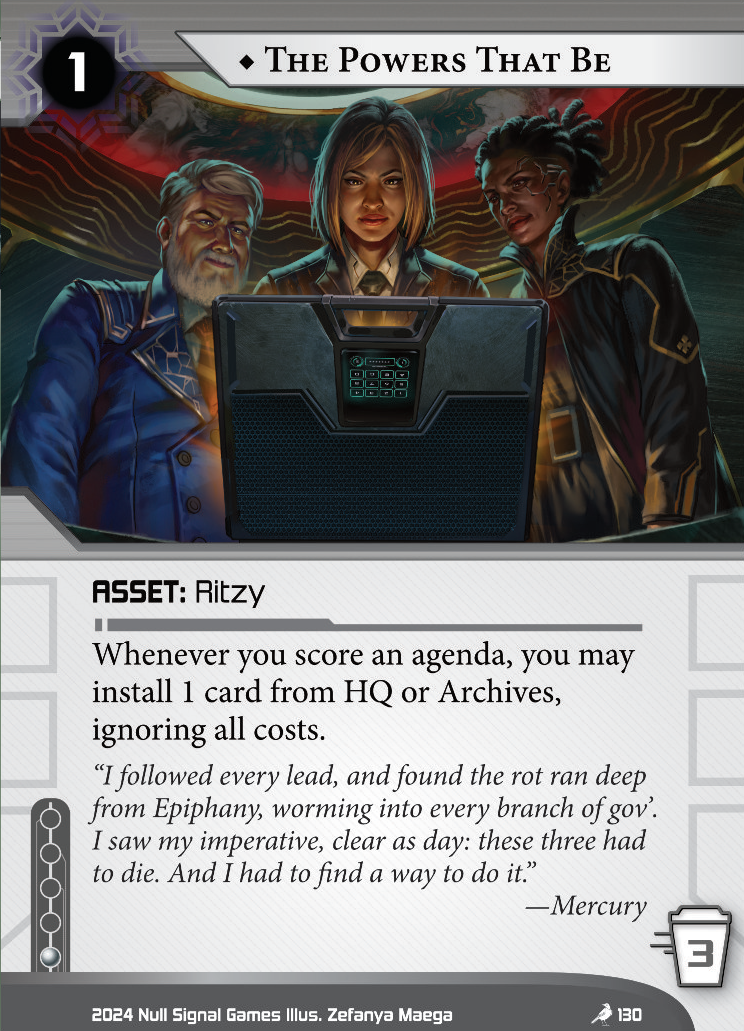 1
◆ The Powers That Be
ASSET: Ritzy
Whenever you score an agenda, you may
install 1 card from HQ or Archives,
ignoring all costs.
“I followed every lead, and found the rot ran deep
from Epiphany, worming into every branch of gov’.
I saw my imperative, clear as day: these three had
to die. And I had to find a way to do it.”
—Mercury
3
2024 Null Signal Games Illus. Zefanya Maega
130